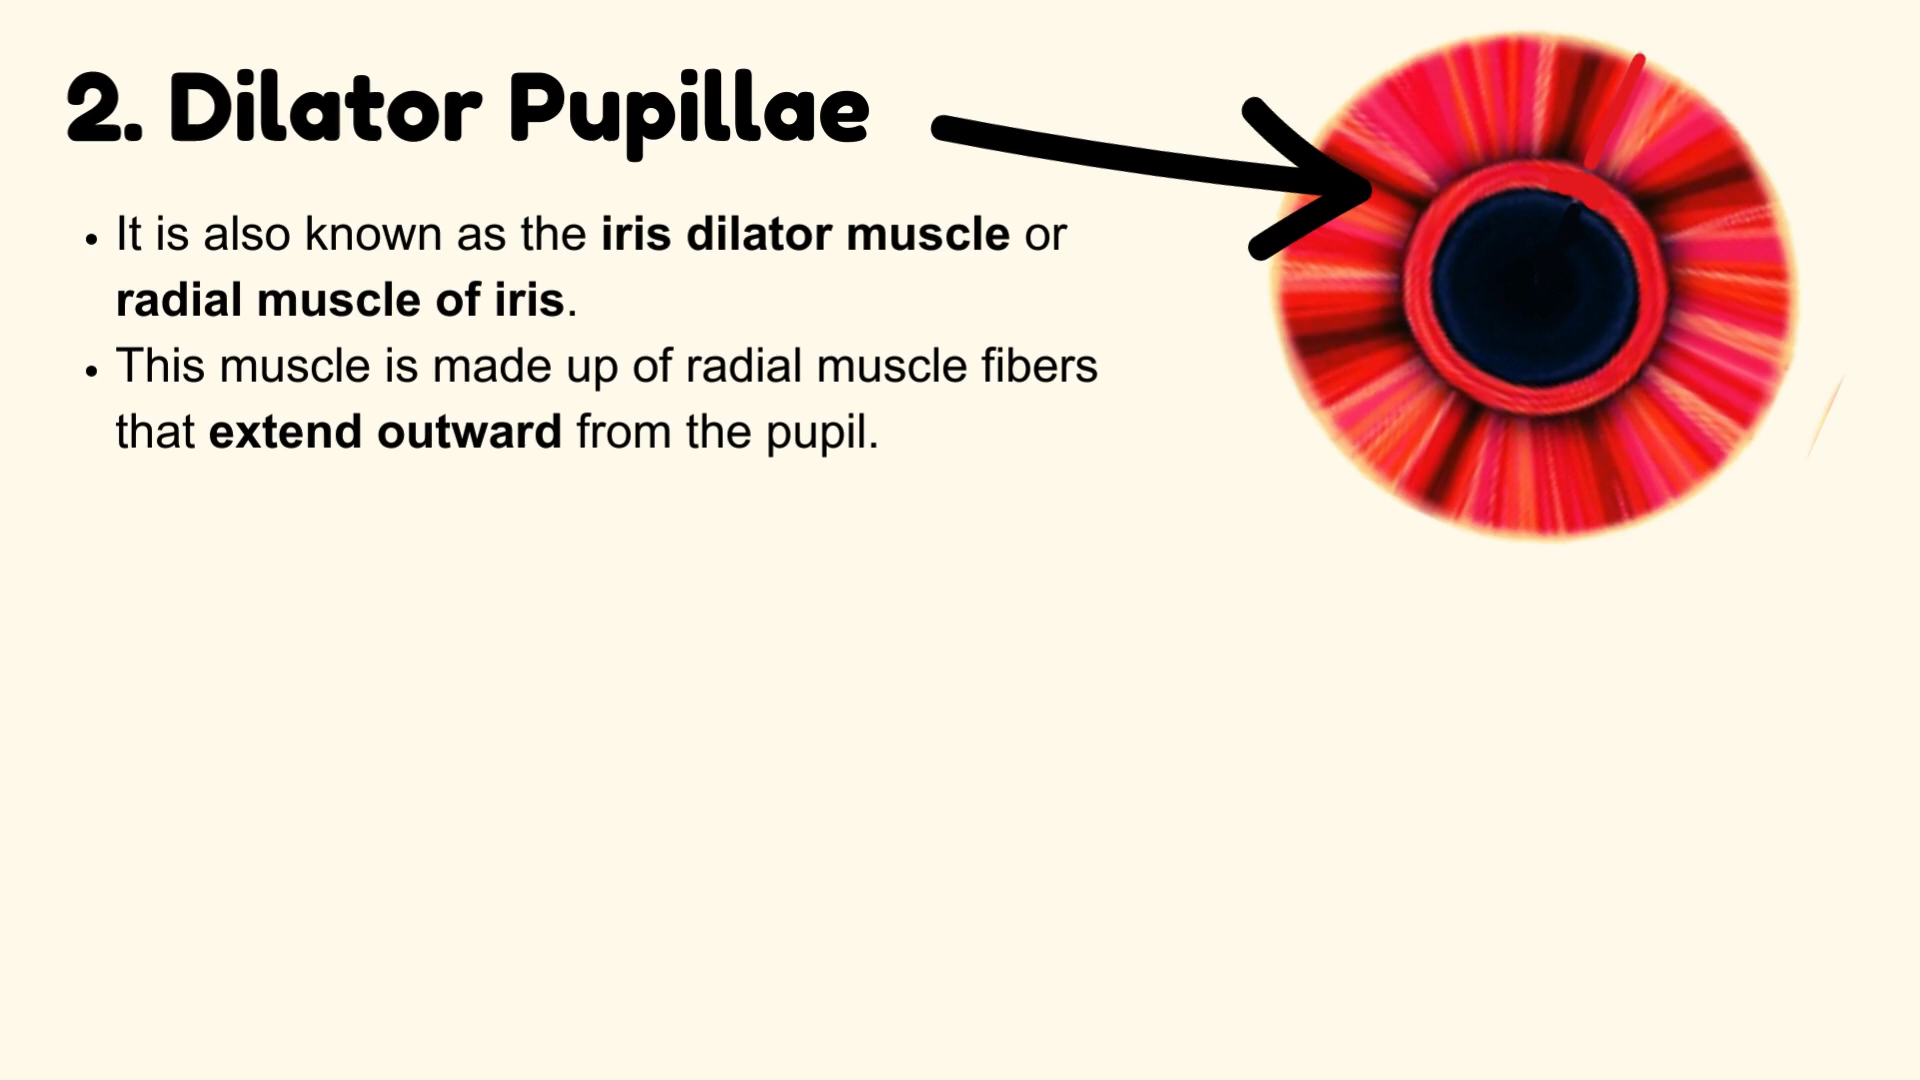 2. Dilator Pupillae
• It is also known as the iris dilator muscle or
radial muscle of iris.
• This muscle is made up of radial muscle fibers
that extend outward from the pupil.